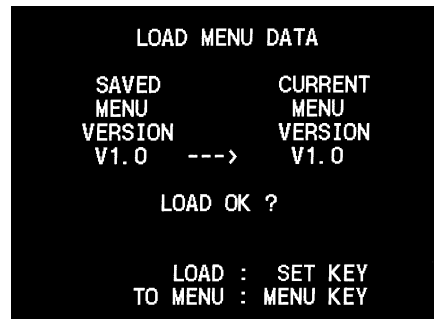 LOAD MENU DATA
SAVED CURRENT
MENU MENU
VERSION VERSION
V1.0 ---> V1.0
LOAD OK ?
LOAD : SET KEY
TO MENU : MENU KEY